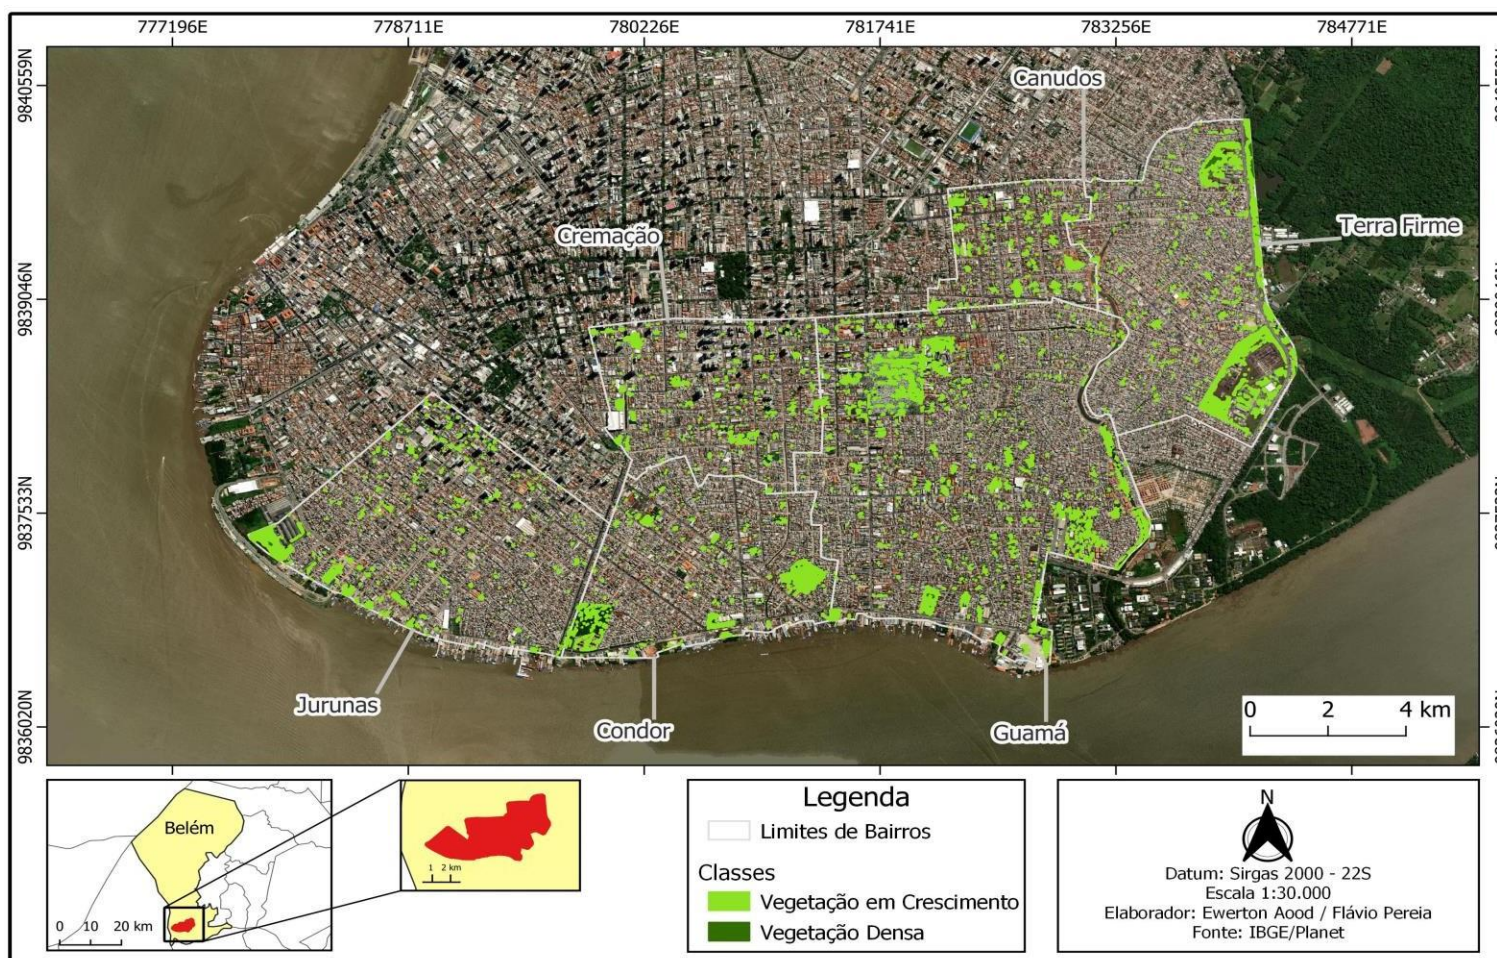 777196E
778711E
780226E
781741E
783256E
784771E
9840559N
9839046N
9837533N
9836020N
Canudos
Cremação
Terra Firme
Jurunas
Condor
Guamá
0 2 4 km
Belém
0 10 20 km
1 2 km
Legenda
Limites de Bairros
Classes
Vegetação em Crescimento
Vegetação Densa
N
Datum: Sirgas 2000 - 22S
Escala 1:30.000
Elaborador: Ewerton Aood / Flávio Pereia
Fonte: IBGE/Planet